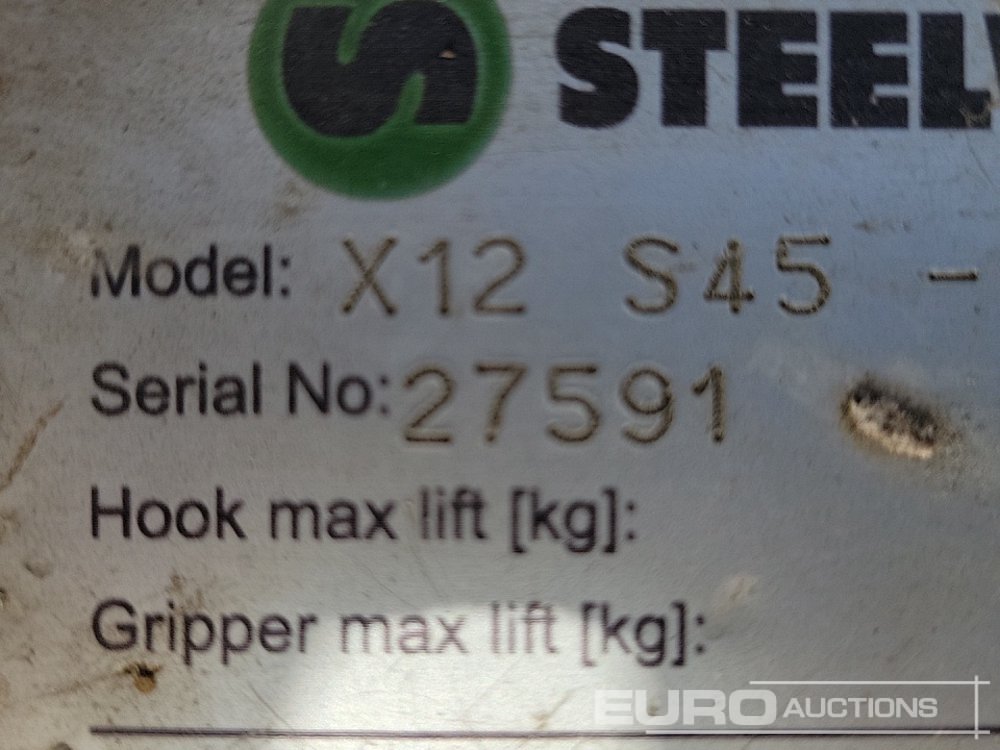 STEEL
Model: X12 S45 -
Serial No: 27591
Hook max lift [kg]:
Gripper max lift [kg]:
EURO AUCTIONS